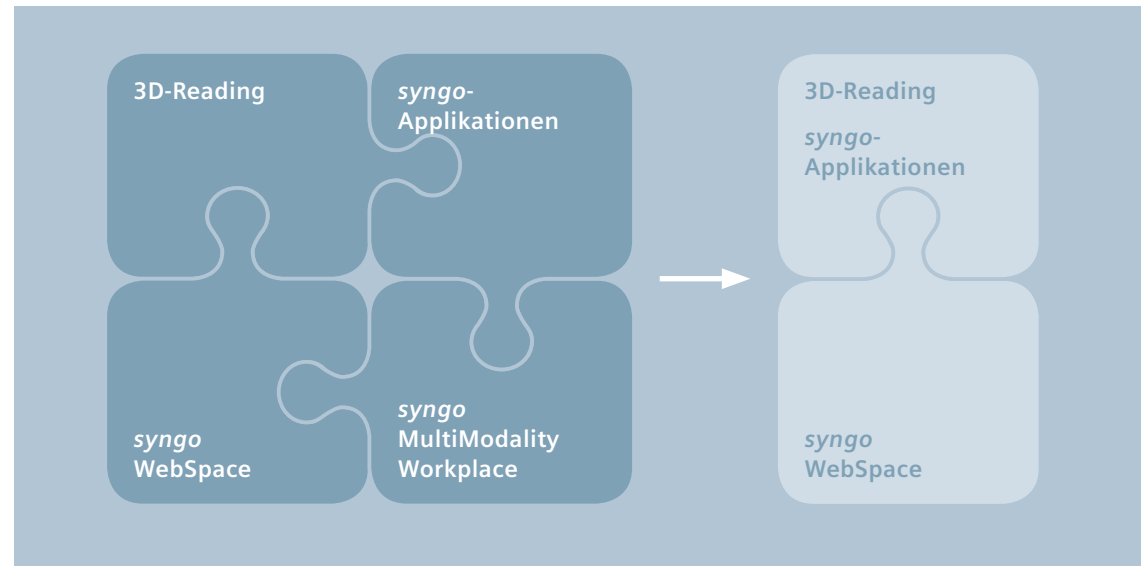 3D-Reading
syngo-
Applikationen
syngo
WebSpace
syngo
MultiModality
Workplace
3D-Reading
syngo-
Applikationen
syngo
WebSpace